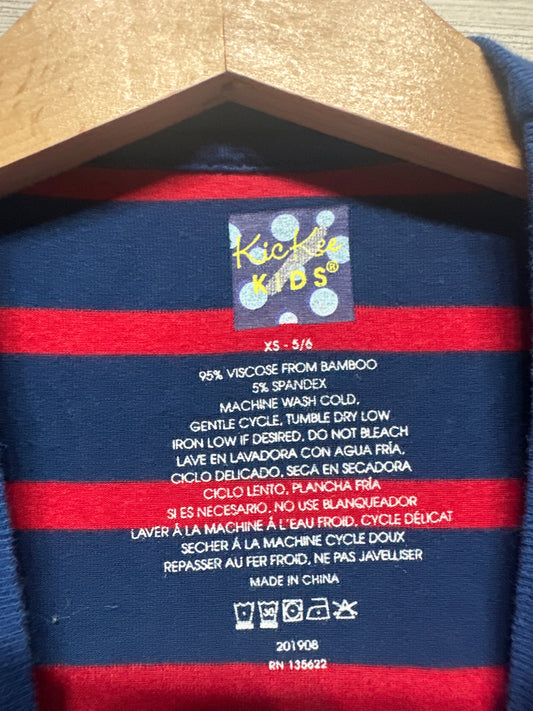 KicKee
KIDS®
XS - 5/6
95% VISCOSE FROM BAMBOO
5% SPANDEX
MACHINE WASH COLD,
GENTLE CYCLE, TUMBLE DRY LOW
IRON LOW IF DESIRED, DO NOT BLEACH
LAVE EN LAVADORA CON AGUA FRÍA,
CICLO DELICADO, SECA EN SECADORA
CICLO LENTO, PLANCHA FRÍA
SI ES NECESARIO, NO USE BLANQUEADOR
LAVER Á LA MACHINE Á L'EAU FROID, CYCLE DÉLICAT
SECHER Á LA MACHINE CYCLE DOUX
REPASSER AU FER FROID, NE PAS JAVELLISER
MADE IN CHINA
30
201908
RN 135622